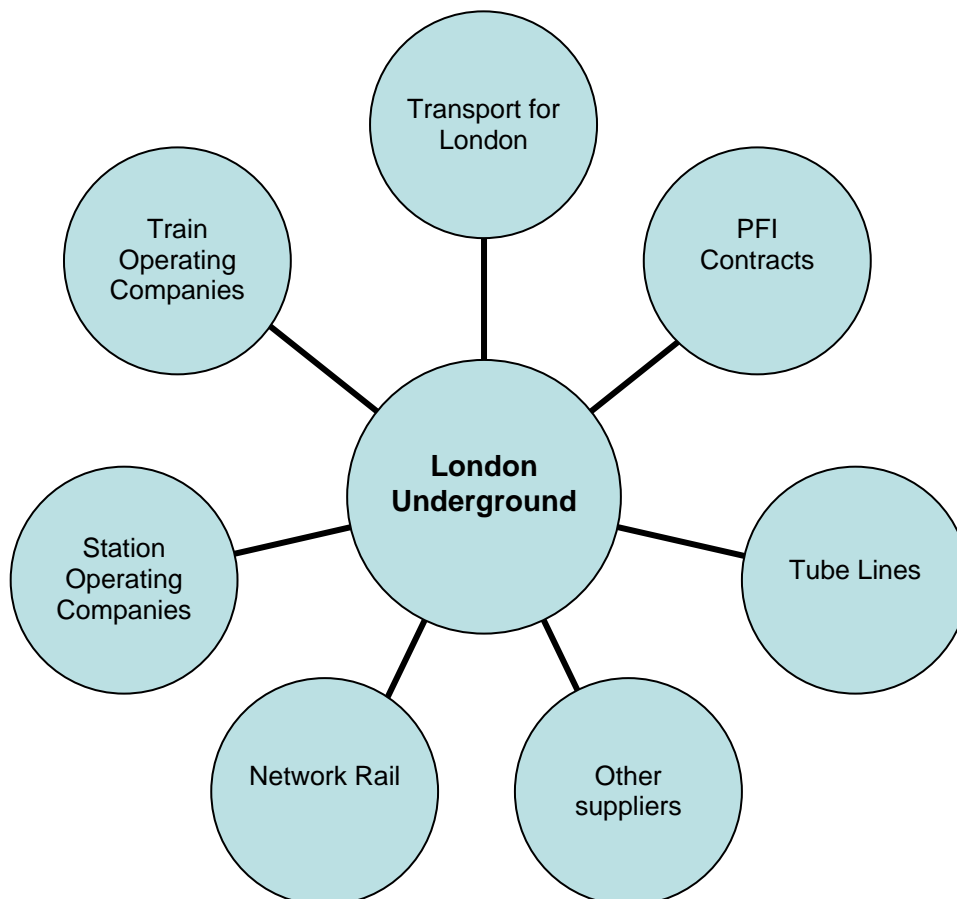 Transport for
London
Train
Operating
Companies
PFI
Contracts
London
Underground
Station
Operating
Companies
Tube Lines
Network Rail
Other
suppliers